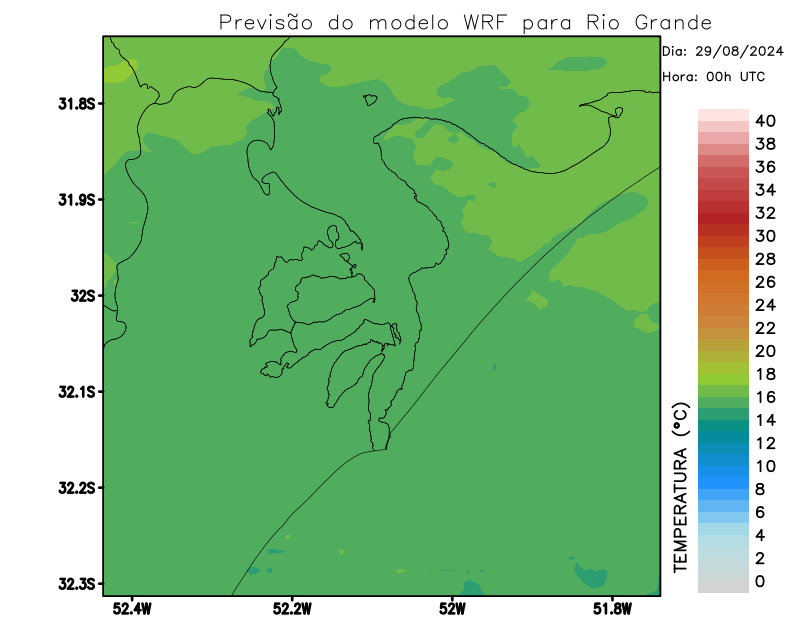 Previsão do modelo WRF para Rio Grande
Dia: 29/08/2024
Hora: 00h UTC
31.8S
31.9S
32S
32.1S
32.2S
32.3S
52.4W
52.2W
52W
51.8W
TEMPERATURA (°C)
40
38
36
34
32
30
28
26
24
22
20
18
16
14
12
10
8
6
4
2
0